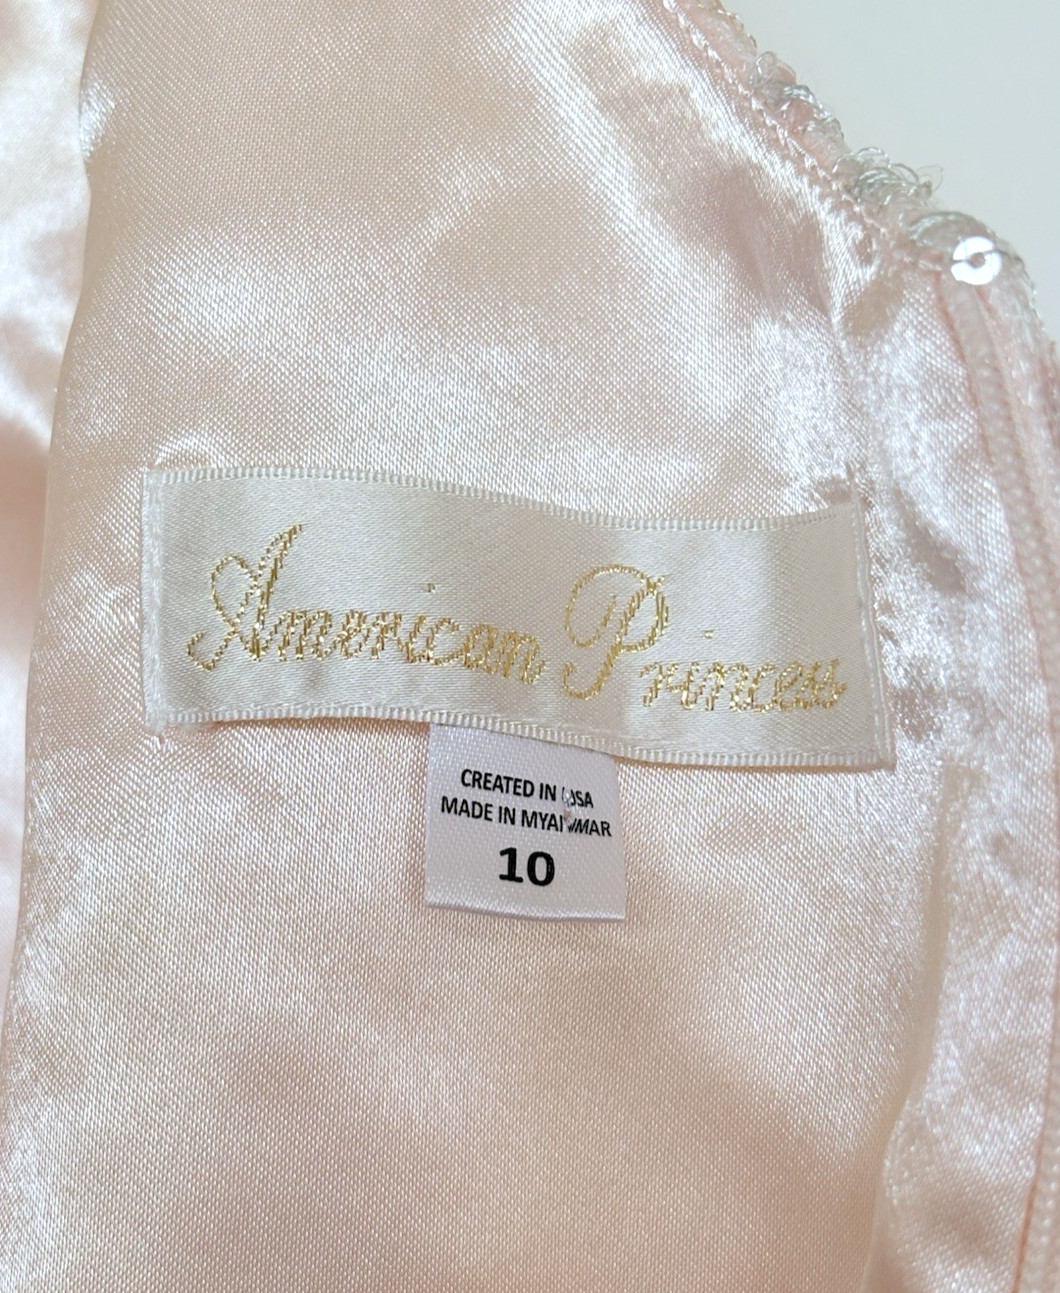 American Princess
CREATED IN USA
MADE IN MYANMAR
10